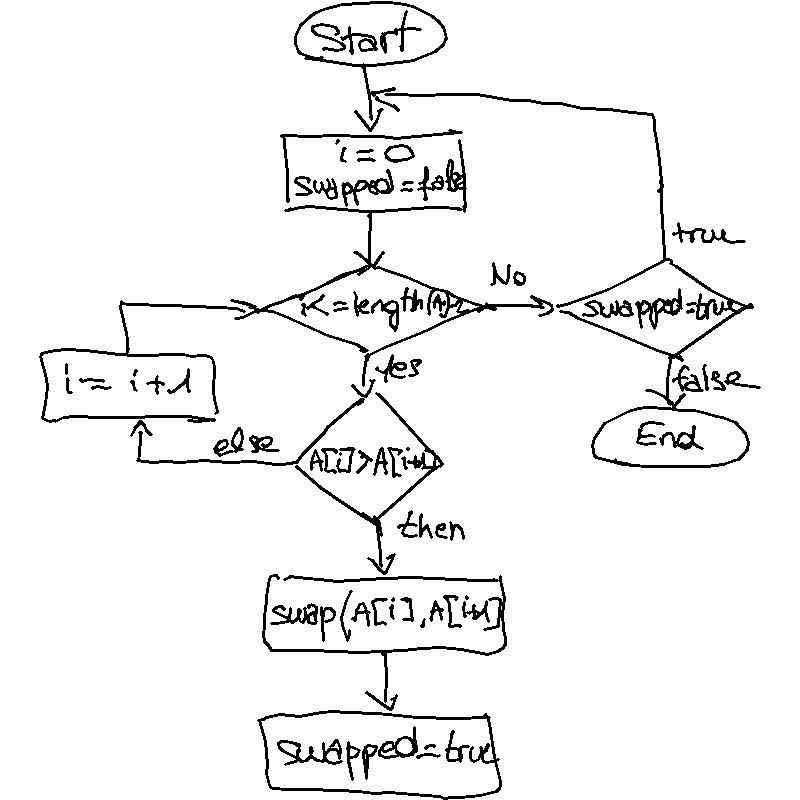 Start
i = 0
swapped = false
true
No
i <= length(A)-2
swapped = true
Yes
false
i = i + 1
else
A[i] > A[i+1]
End
then
swap(A[i], A[i+1]
swapped = true